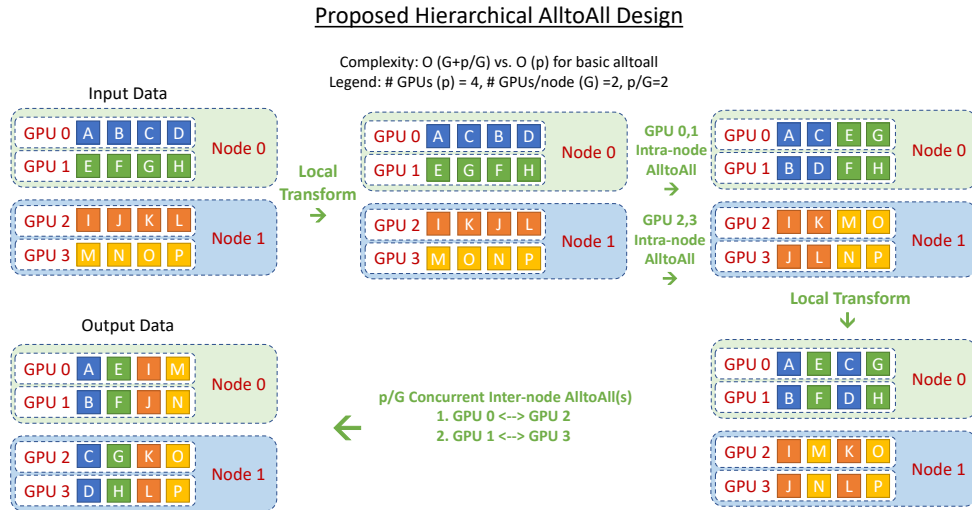 Proposed Hierarchical AlltoAll Design
Complexity: O (G+p/G) vs. O (p) for basic alltoall
Legend: # GPUs (p) = 4, # GPUs/node (G) =2, p/G=2
Input Data
GPU 0 A B C D
GPU 1 E F G H
Node 0
GPU 2 I J K L
GPU 3 M N O P
Node 1
Local
Transform
→
GPU 0 A C B D
GPU 1 E G F H
Node 0
GPU 2 I K J L
GPU 3 M O N P
Node 1
GPU 0,1
Intra-node
AlltoAll
→
GPU 2,3
Intra-node
AlltoAll
→
GPU 0 A C E G
GPU 1 B D F H
Node 0
GPU 2 I K M O
GPU 3 J L N P
Node 1
Local Transform
↓
GPU 0 A E C G
GPU 1 B F D H
Node 0
GPU 2 I M K O
GPU 3 J N L P
Node 1
p/G Concurrent Inter-node AlltoAll(s)
1. GPU 0 <--> GPU 2
2. GPU 1 <--> GPU 3
←
Output Data
GPU 0 A E I M
GPU 1 B F J N
Node 0
GPU 2 C G K O
GPU 3 D H L P
Node 1